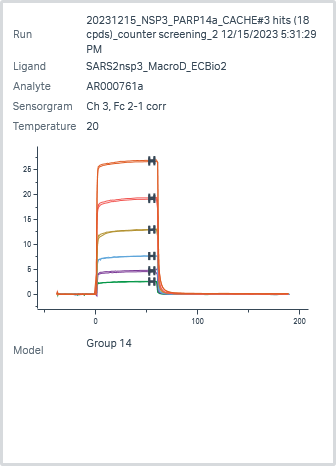 Run
20231215_NSP3_PARP14a_CACHE#3 hits (18
cpds)_counter screening_2 12/15/2023 5:31:29
PM
Ligand
SARS2nsp3_MacroD_ECBio2
Analyte
AR000761a
Sensorgram
Ch 3, Fc 2-1 corr
Temperature
20
25
20
15
10
5
0
0
100
200
Model
Group 14